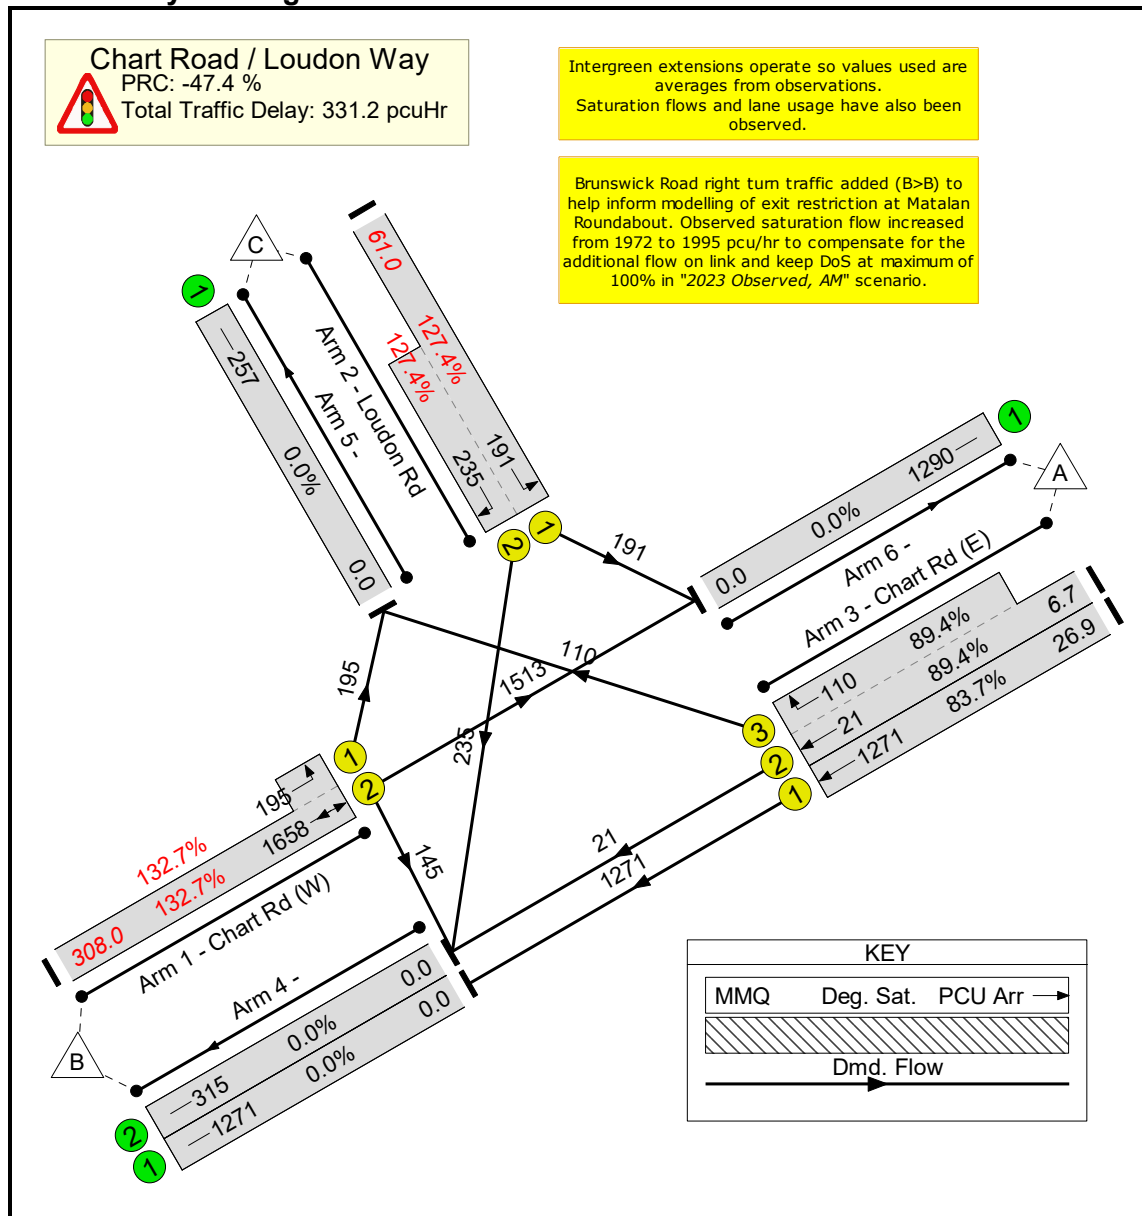 Chart Road / Loudon Way
PRC: -47.4 %
Total Traffic Delay: 331.2 pcuHr
Intergreen extensions operate so values used are
averages from observations.
Saturation flows and lane usage have also been
observed.
Brunswick Road right turn traffic added (B>B) to
help inform modelling of exit restriction at Matalan
Roundabout. Observed saturation flow increased
from 1972 to 1995 pcu/hr to compensate for the
additional flow on link and keep DoS at maximum of
100% in "2023 Observed, AM" scenario.
C
1
257
0.0%
0.0
Arm 5 -
Arm 2 - Loudon Rd
61.0
127.4%
127.4%
191
235
2
1
191
1290
0.0%
0.0
1
A
Arm 6 -
Arm 3 - Chart Rd (E)
89.4%
110
6.7
89.4%
21
26.9
83.7%
1271
3
2
1
110
1513
195
235
145
21
1271
1
2
195
1658
132.7%
132.7%
308.0
Arm 1 - Chart Rd (W)
Arm 4 -
B
0.0
0.0%
315
0.0
0.0%
1271
2
1
KEY
MMQ Deg. Sat. PCU Arr
Dmd. Flow